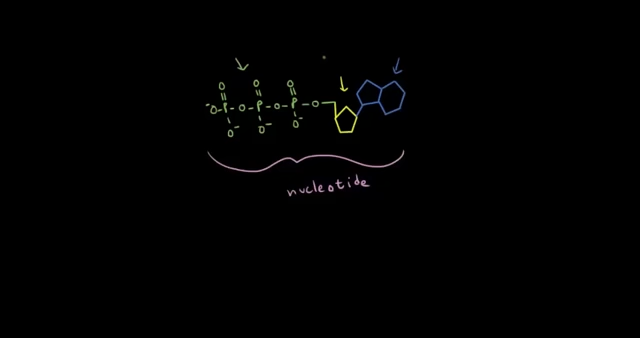 O O O
⁻O-P-O-P-O-P-O
O⁻ O⁻ O⁻
nucleotide